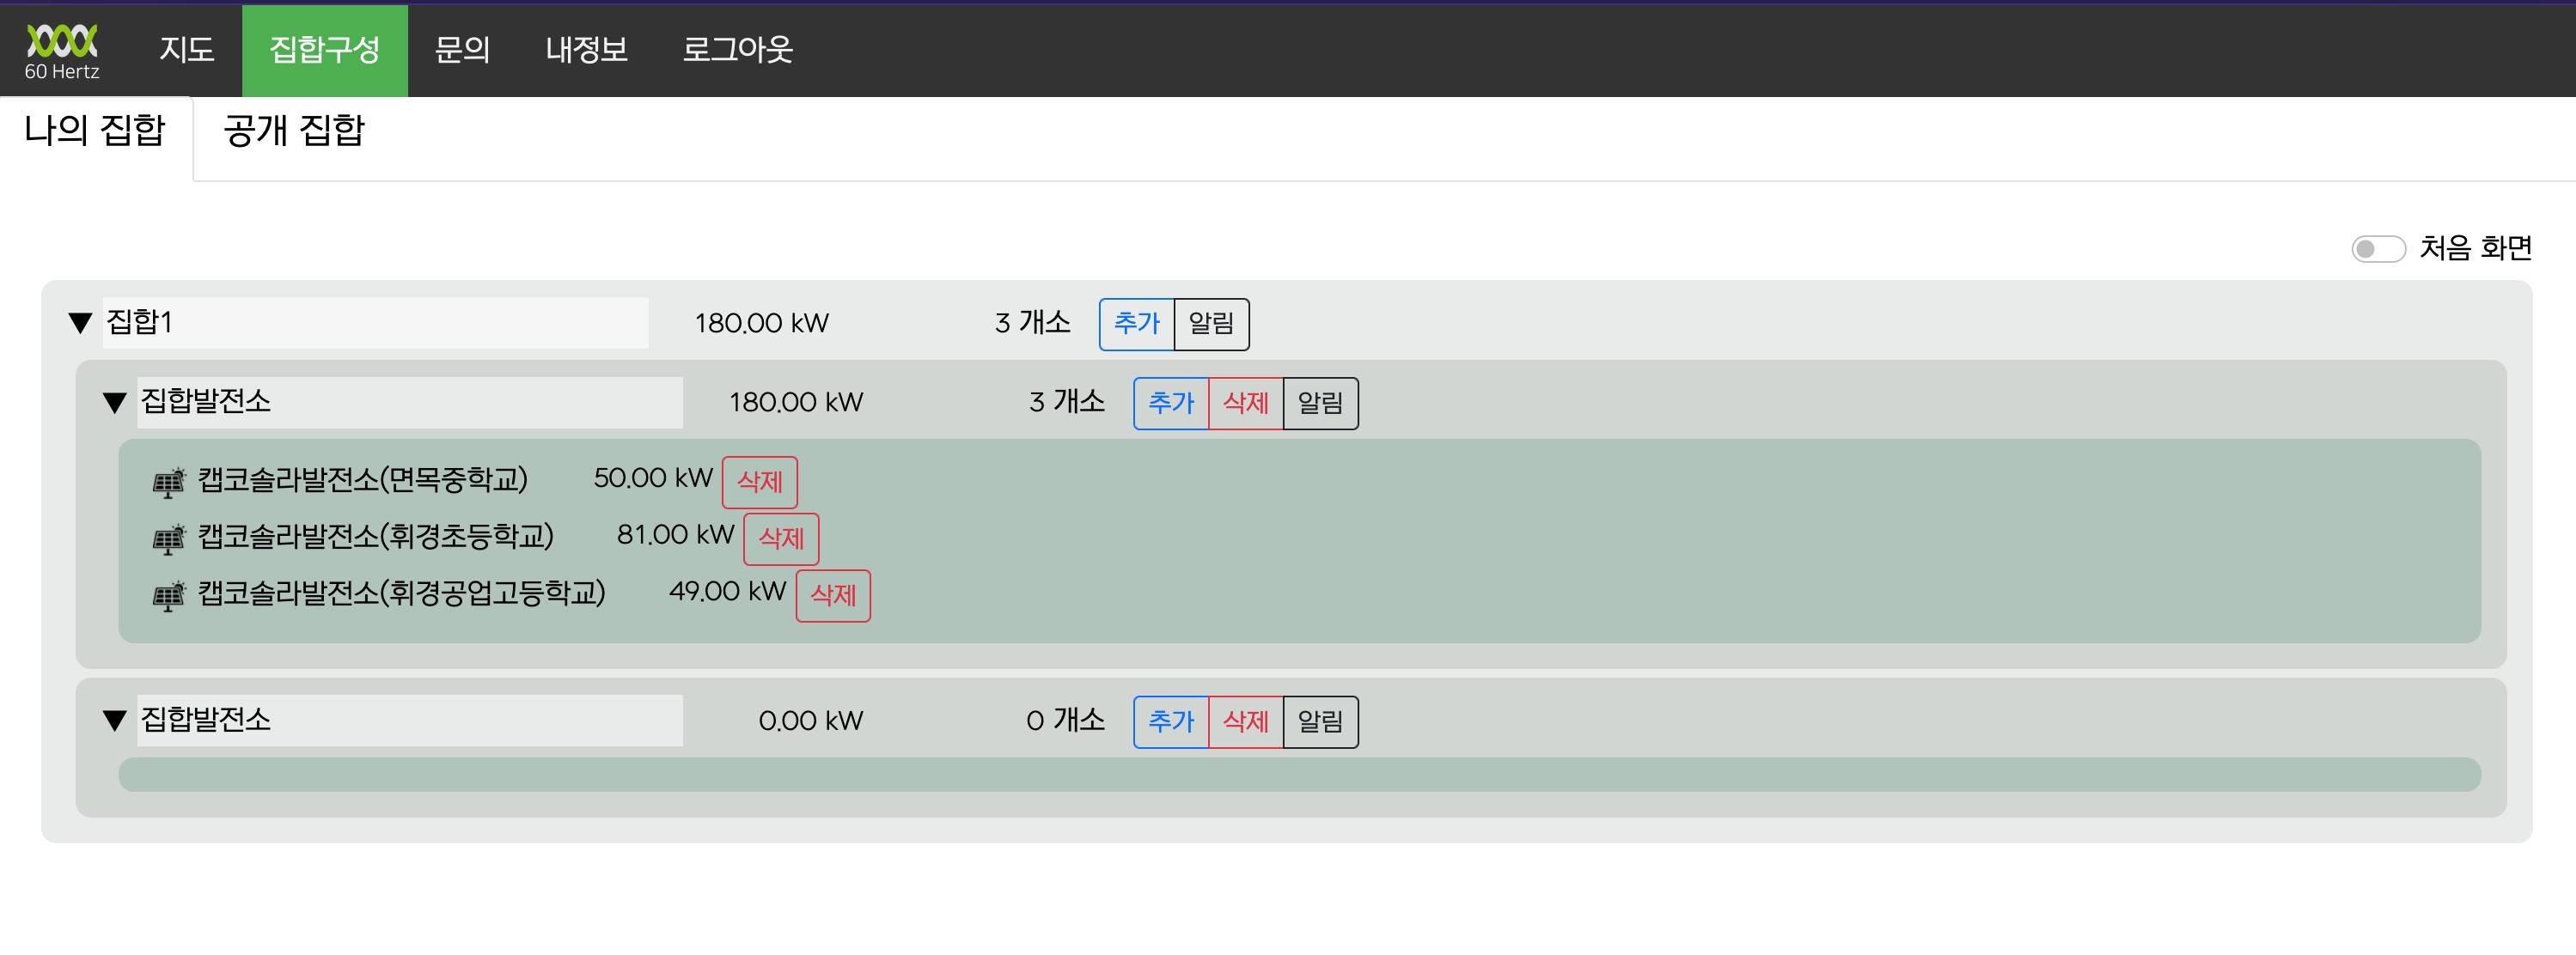 60 Hertz
지도 집합구성 문의 내정보 로그아웃
나의 집합 공개 집합
처음 화면
▼ 집합1 180.00 kW 3 개소 추가 알림
▼ 집합발전소 180.00 kW 3 개소 추가 삭제 알림
캡코솔라발전소(면목중학교) 50.00 kW 삭제
캡코솔라발전소(휘경초등학교) 81.00 kW 삭제
캡코솔라발전소(휘경공업고등학교) 49.00 kW 삭제
▼ 집합발전소 0.00 kW 0 개소 추가 삭제 알림